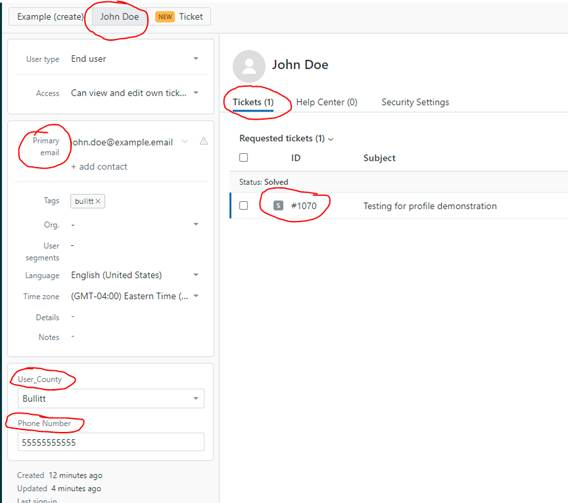 Example (create)
John Doe
NEW Ticket
User type End user
Access Can view and edit own tick...
Primary email john.doe@example.email
+ add contact
Tags bullitt ×
Org. -
User segments -
Language English (United States)
Time zone (GMT-04:00) Eastern Time (...
Details -
Notes -
User_County
Bullitt
Phone Number
55555555555
Created 12 minutes ago
Updated 4 minutes ago
Last sign-in
John Doe
Tickets (1) Help Center (0) Security Settings
Requested tickets (1)
ID Subject
Status: Solved
S #1070 Testing for profile demonstration